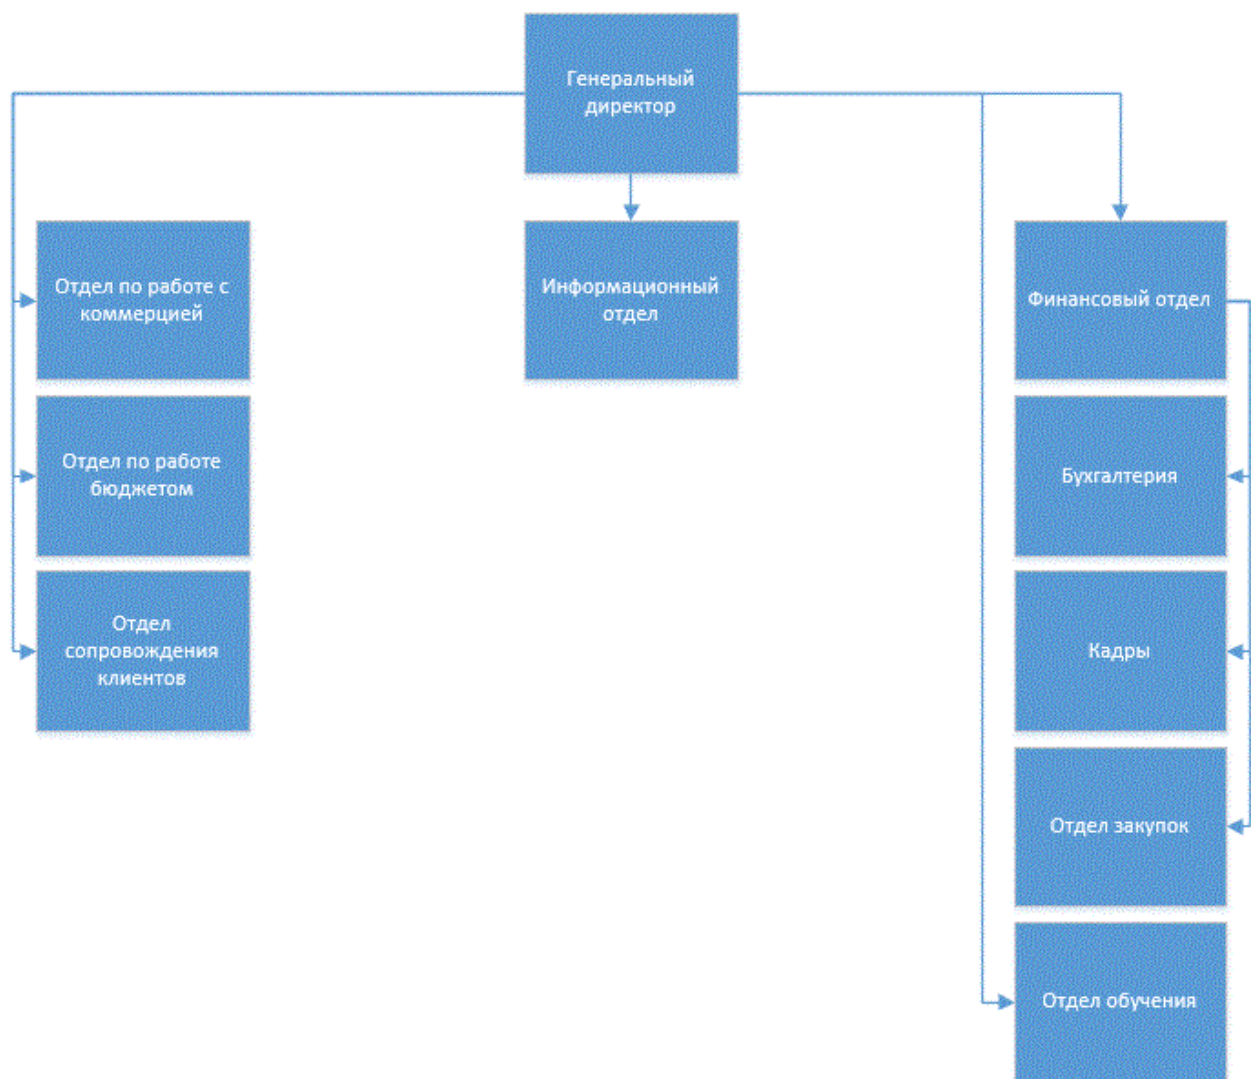 Генеральный
директор
Отдел по работе с
коммерцией
Информационный
отдел
Финансовый отдел
Отдел по работе
бюджетом
Бухгалтерия
Отдел
сопровождения
клиентов
Кадры
Отдел закупок
Отдел обучения